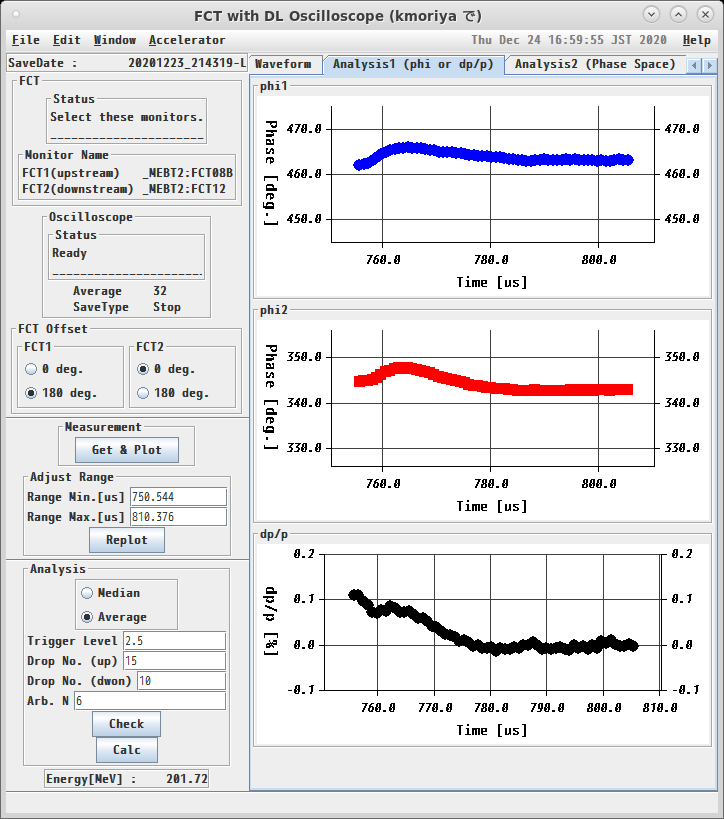 FCT with DL Oscilloscope (kmoriya で)
File Edit Window Accelerator Thu Dec 24 16:59:55 JST 2020 Help
SaveDate : 20201223_214319-L
Waveform Analysis1 (phi or dp/p) Analysis2 (Phase Space)
FCT
Status
Select these monitors.
Monitor Name
FCT1(upstream) _MEBT2:FCT08B
FCT2(downstream) _MEBT2:FCT12
Oscilloscope
Status
Ready
Average 32
SaveType Stop
FCT Offset
FCT1 FCT2
0 deg. 0 deg.
180 deg. 180 deg.
Measurement
Get & Plot
Adjust Range
Range Min.[us] 750.544
Range Max.[us] 810.376
Replot
Analysis
Median
Average
Trigger Level 2.5
Drop No. (up) 15
Drop No. (dwon) 10
Arb. N 6
Check
Calc
Energy[MeV] : 201.72
phi1
Phase [deg.]
470.0 470.0
460.0 460.0
450.0 450.0
760.0 780.0 800.0
Time [us]
phi2
Phase [deg.]
350.0 350.0
340.0 340.0
330.0 330.0
760.0 780.0 800.0
Time [us]
dp/p
dp/p [%]
0.2 0.2
0.1 0.1
0.0 0.0
-0.1 -0.1
760.0 770.0 780.0 790.0 800.0 810.0
Time [us]